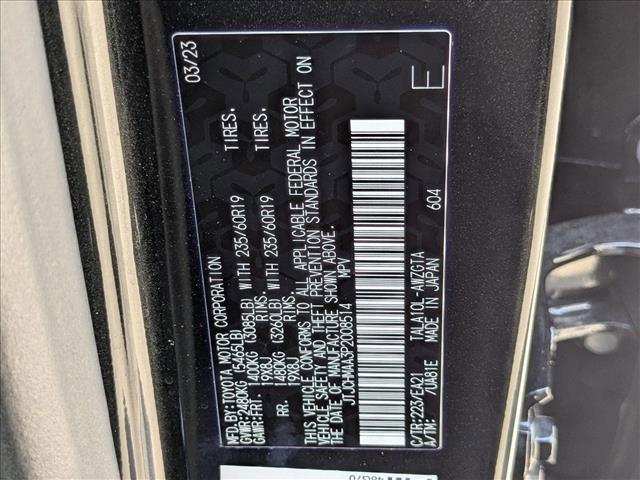 MFD.BY:TOYOTA MOTOR CORPORATION 03/23
GVWR:2480KG (5465LB)
GAWR:FRT. 1400KG (3085LB) WITH 235/60R19 TIRES.
19X8J RIMS.
RR. 1480KG (3260LB) WITH 235/60R19 TIRES.
19X8J RIMS.
THIS VEHICLE CONFORMS TO ALL APPLICABLE FEDERAL MOTOR
VEHICLE SAFETY AND THEFT PREVENTION STANDARDS IN EFFECT ON
THE DATE OF MANUFACTURE SHOWN ABOVE.
JTJCHMAA3P2008514 MPV
E
C/TR:223/EA21 TALA10L-AWZGTA
A/TM: /UA81E MADE IN JAPAN 604
48G70